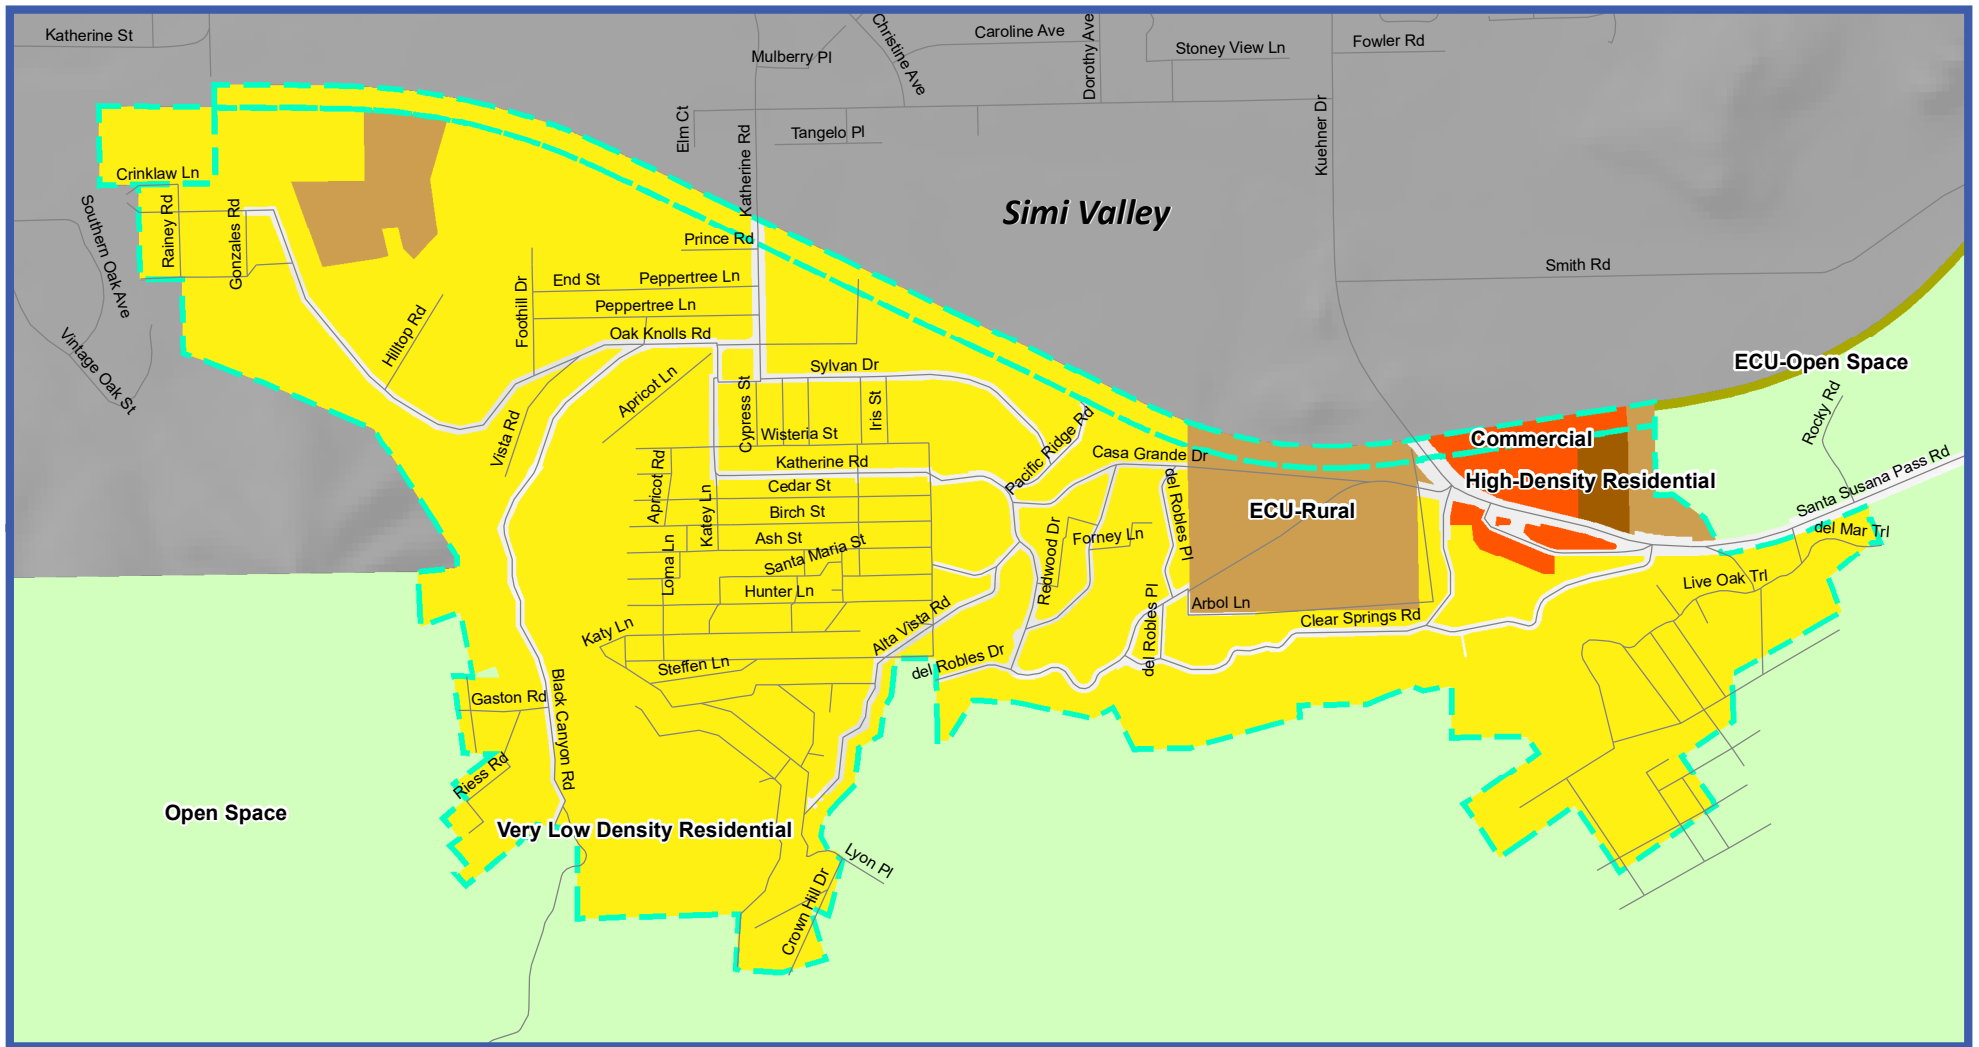 Katherine St
Mulberry Pl
Christine Ave
Caroline Ave
Dorothy Ave
Stoney View Ln
Fowler Rd
Elm Ct
Katherine Rd
Tangelo Pl
Kuehner Dr
Crinklaw Ln
Southern Oak Ave
Rainey Rd
Gonzales Rd
Simi Valley
Prince Rd
Smith Rd
Foothill Dr
End St
Peppertree Ln
Peppertree Ln
Hilltop Rd
Oak Knolls Rd
Vintage Oak St
Sylvan Dr
ECU-Open Space
Apricot Ln
Cypress St
Iris St
Rocky Rd
Vista Rd
Wisteria St
Pacific Ridge Rd
Commercial
Katherine Rd
Casa Grande Dr
Apricot Rd
Katey Ln
Cedar St
del Robles Pl
High-Density Residential
Santa Susana Pass Rd
Birch St
ECU-Rural
Ash St
Santa Maria St
Redwood Dr
Forney Ln
del Mar Trl
Loma Ln
Hunter Ln
Live Oak Trl
Arbol Ln
Clear Springs Rd
Katy Ln
Alta Vista Rd
del Robles Pl
Steffen Ln
del Robles Dr
Gaston Rd
Black Canyon Rd
Riess Rd
Open Space
Very Low Density Residential
Lyon Pl
Crown Hill Dr